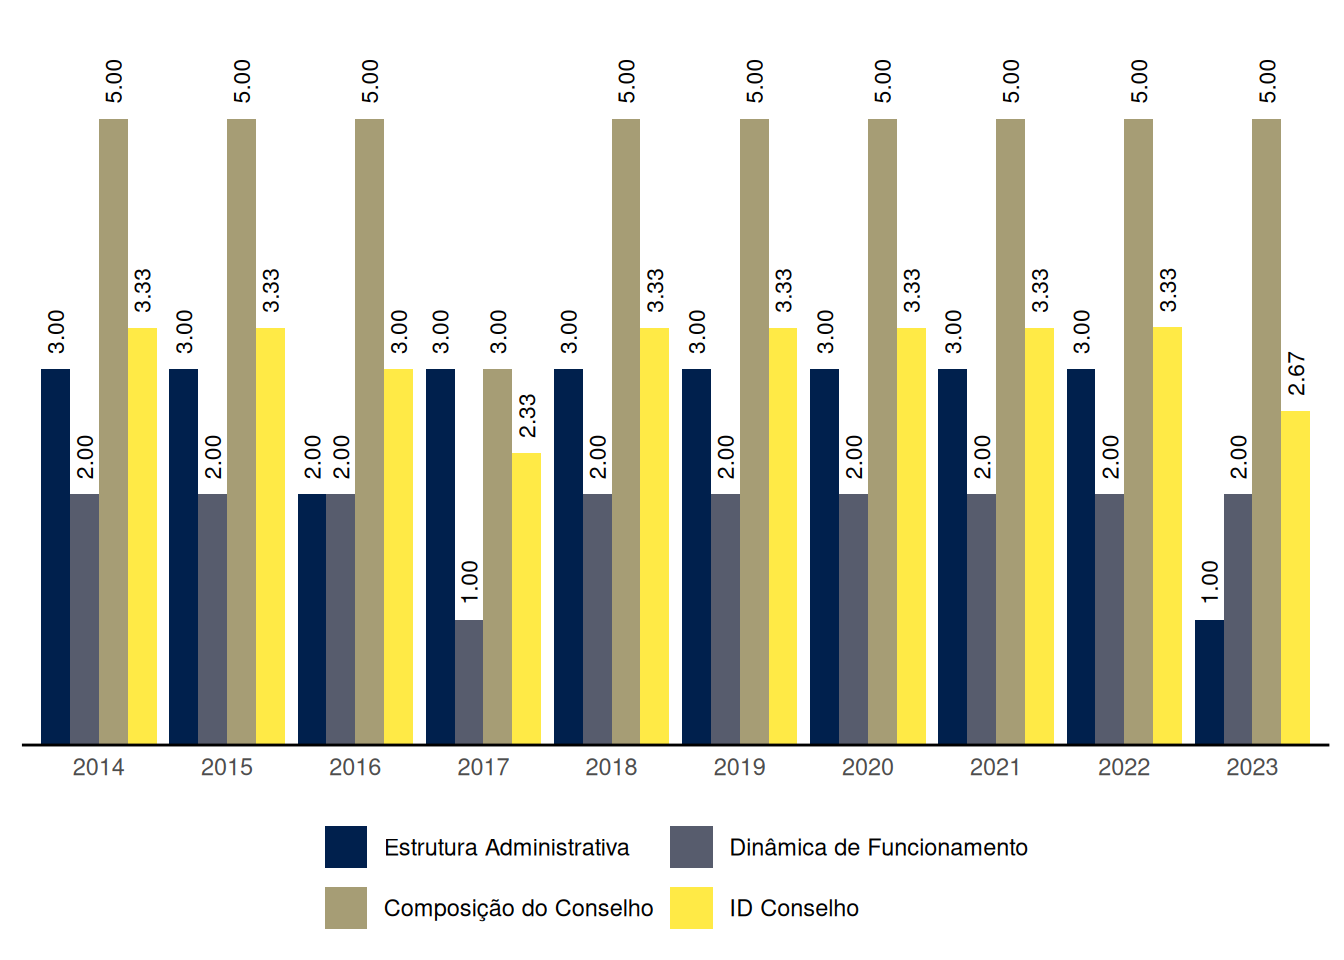 5.00 5.00 5.00 5.00 5.00 5.00 5.00 5.00 5.00
3.33 3.33 3.33 3.33 3.33 3.33 3.33
3.00 3.00 3.00 3.00 3.00 3.00 3.00 3.00 3.00 3.00 2.67
2.33
2.00 2.00 2.00 2.00 2.00 2.00 2.00 2.00 2.00 2.00
1.00 1.00
2014 2015 2016 2017 2018 2019 2020 2021 2022 2023
Estrutura Administrativa Dinâmica de Funcionamento
Composição do Conselho ID Conselho